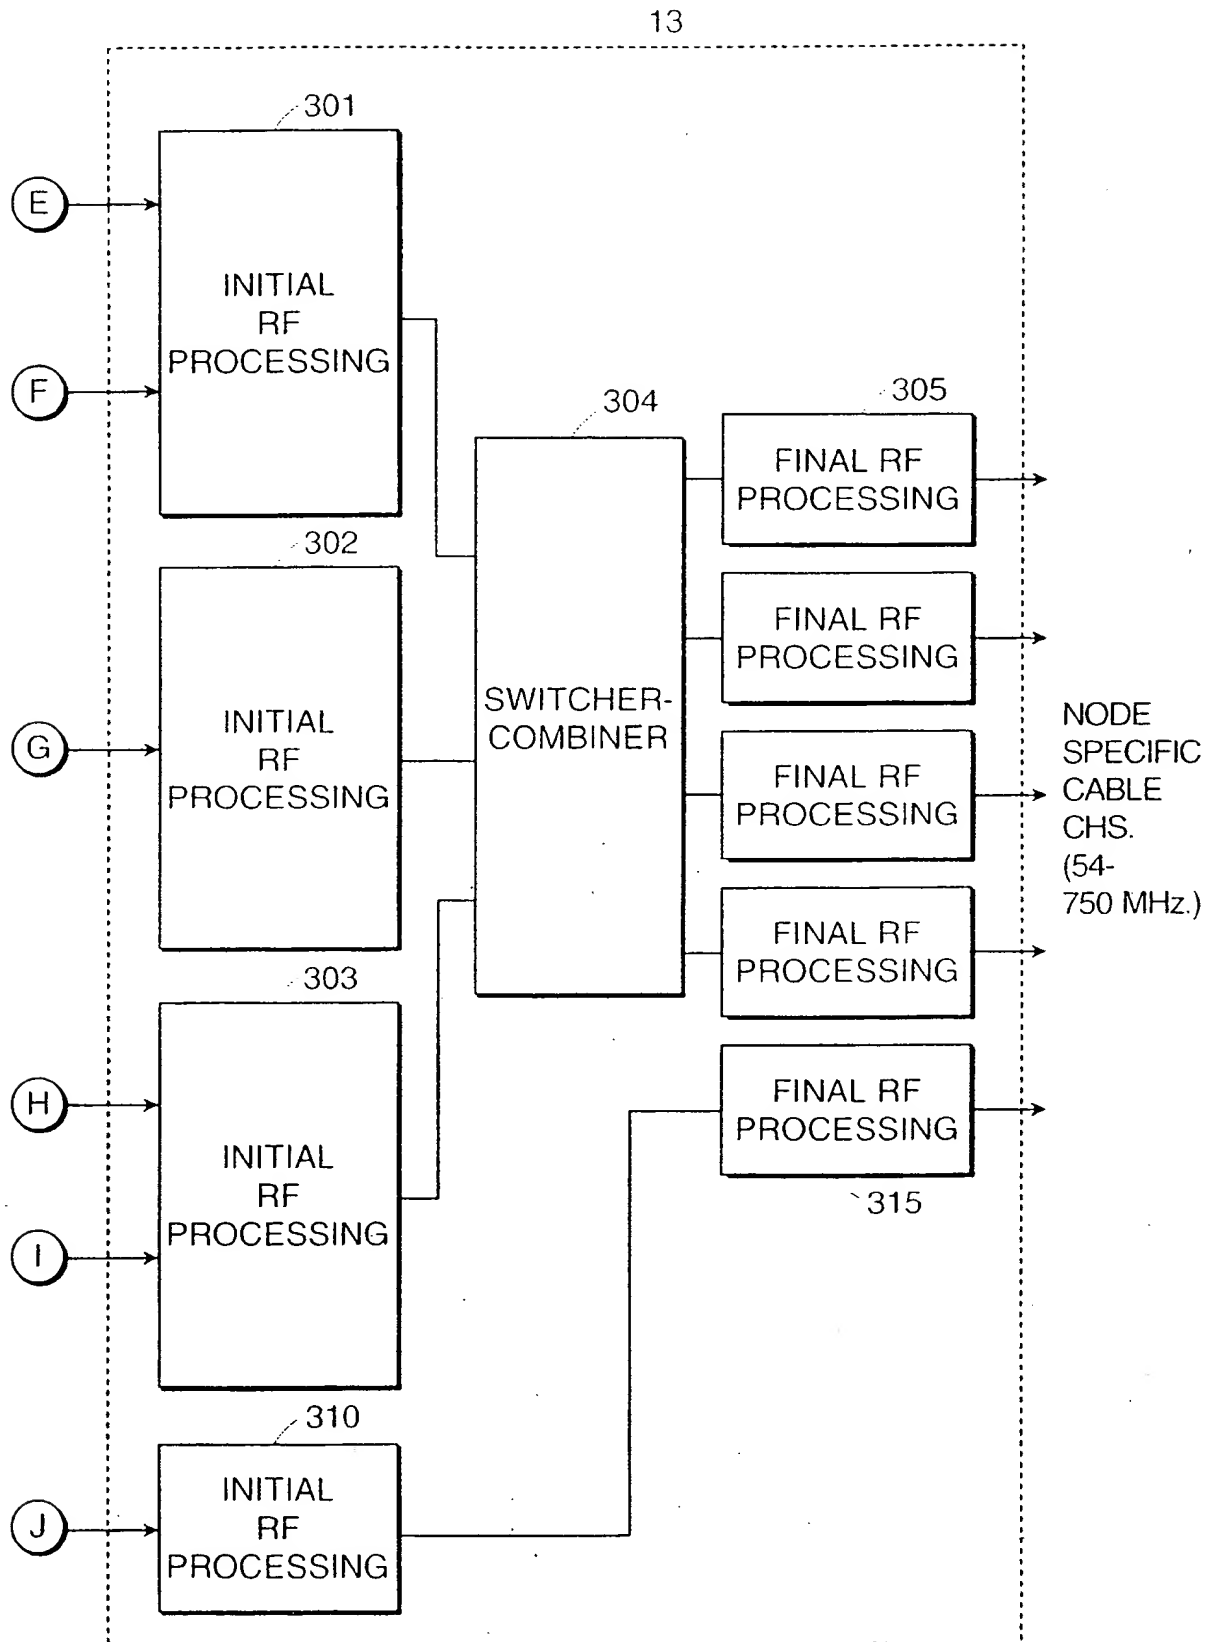 13
301
E
INITIAL
RF
PROCESSING
F
304
305
FINAL RF
PROCESSING
302
FINAL RF
PROCESSING
G
INITIAL
RF
PROCESSING
SWITCHER-
COMBINER
FINAL RF
PROCESSING
NODE
SPECIFIC
CABLE
CHS.
(54-
750 MHz.)
FINAL RF
PROCESSING
303
H
INITIAL
RF
PROCESSING
I
FINAL RF
PROCESSING
315
310
J
INITIAL
RF
PROCESSING